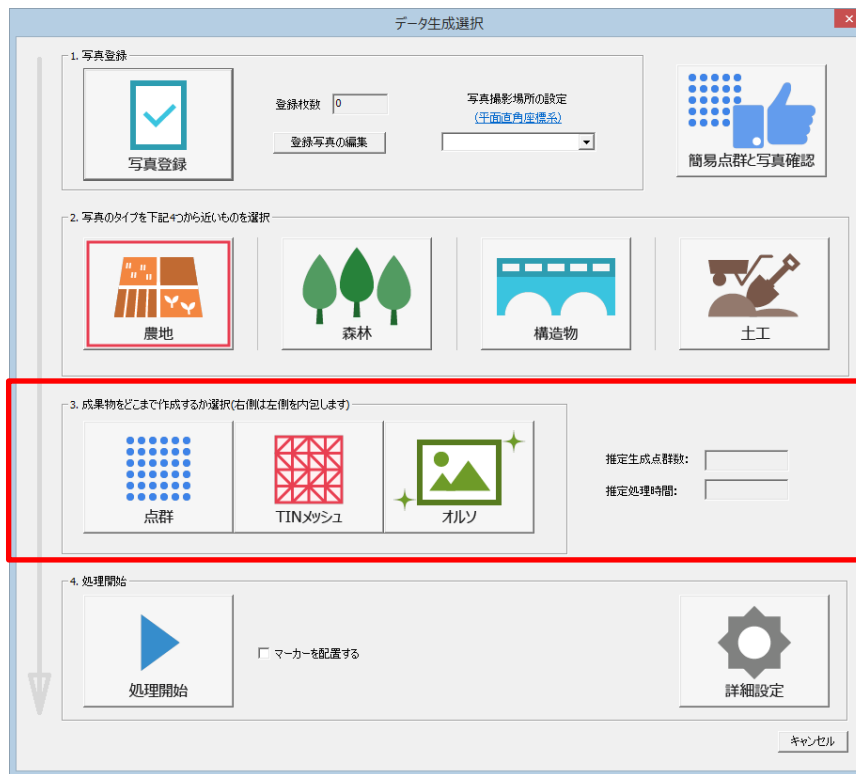 データ生成選択
×
1. 写真登録
写真登録
登録枚数 0
登録写真の編集
写真撮影場所の設定
(平面直角座標系)
簡易点群と写真確認
2. 写真のタイプを下記4つから近いものを選択
農地
森林
構造物
土工
3. 成果物をどこまで作成するか選択(右側は左側を内包します)
点群
TINメッシュ
オルソ
推定生成点群数:
推定処理時間:
4. 処理開始
処理開始
マーカーを配置する
詳細設定
キャンセル